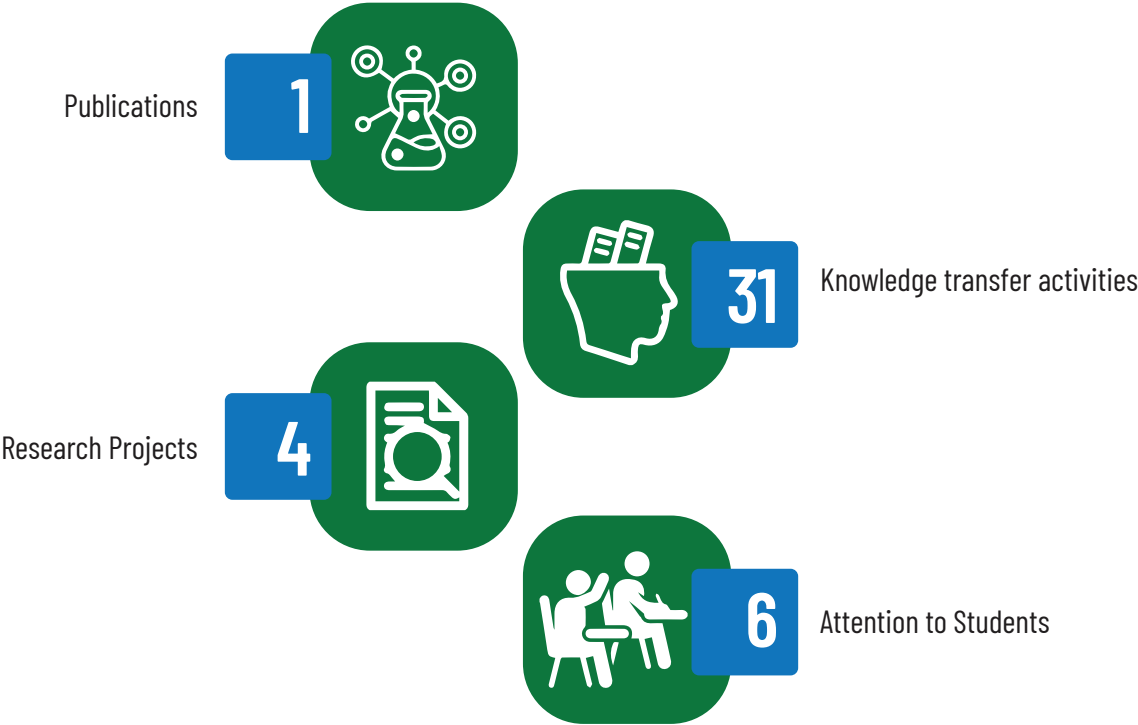 Publications
1
31
Knowledge transfer activities
Research Projects
4
6
Attention to Students